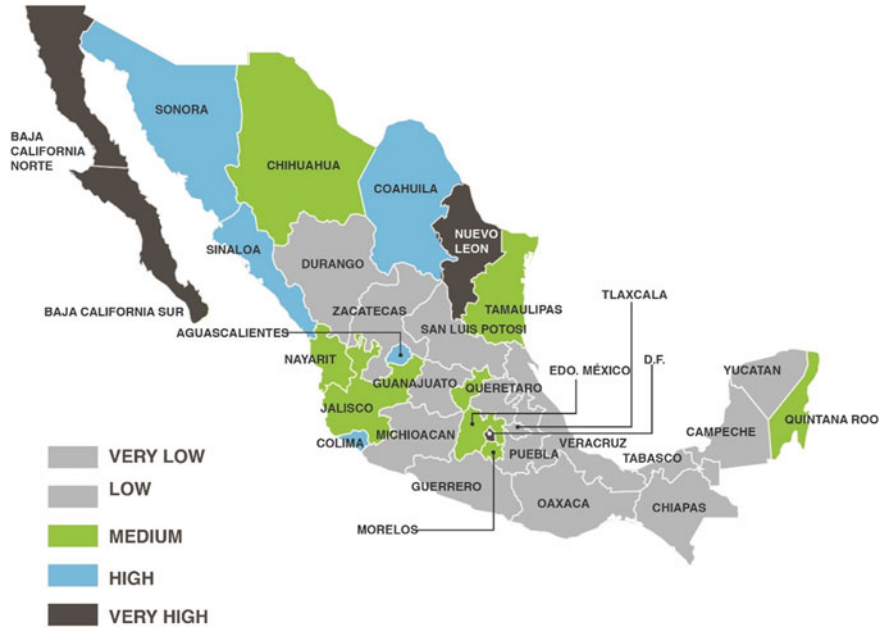 SONORA
BAJA
CALIFORNIA
NORTE
CHIHUAHUA
COAHUILA
NUEVO
LEON
SINALOA
DURANGO
BAJA CALIFORNIA SUR
ZACATECAS
TAMAULIPAS
TLAXCALA
AGUASCALIENTES
SAN LUIS POTOSI
NAYARIT
EDO. MÉXICO
D.F.
YUCATAN
GUANAJUATO
QUERETARO
JALISCO
QUINTANA ROO
COLIMA
MICHIOACAN
VERACRUZ
CAMPECHE
PUEBLA
TABASCO
GUERRERO
OAXACA
CHIAPAS
MORELOS
VERY LOW
LOW
MEDIUM
HIGH
VERY HIGH